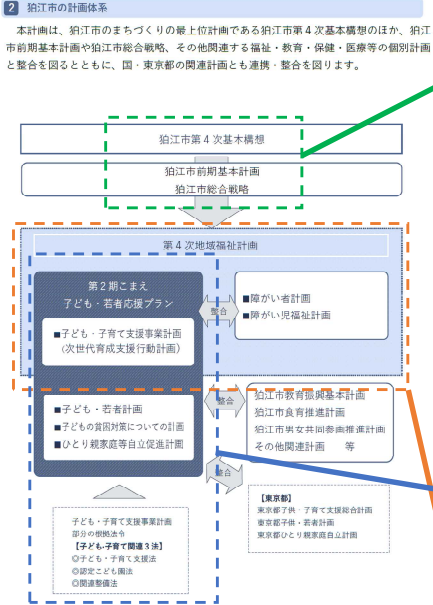 2 狛江市の計画体系
本計画は、狛江市のまちづくりの最上位計画である狛江市第4次基本構想のほか、狛江
市前期基本計画や狛江市総合戦略、その他関連する福祉・教育・保健・医療等の個別計画
と整合を図るとともに、国・東京都の関連計画とも連携・整合を図ります。
狛江市第4次基本構想
狛江市前期基本計画
狛江市総合戦略
第4次地域福祉計画
第2期こまえ
子ども・若者応援プラン
■子ども・子育て支援事業計画
(次世代育成支援行動計画)
整合
■障がい者計画
■障がい児福祉計画
■子ども・若者計画
■子どもの貧困対策についての計画
■ひとり親家庭等自立促進計画
整合
狛江市教育振興基本計画
狛江市食育推進計画
狛江市男女共同参画推進計画
その他関連計画 等
整合
【東京都】
東京都子供・子育て支援総合計画
東京都子供・若者計画
東京都ひとり親家庭自立計画
子ども・子育て支援事業計画
部分の根拠法令
【子ども・子育て関連3法】
◎子ども・子育て支援法
◎認定こども園法
◎関連整備法